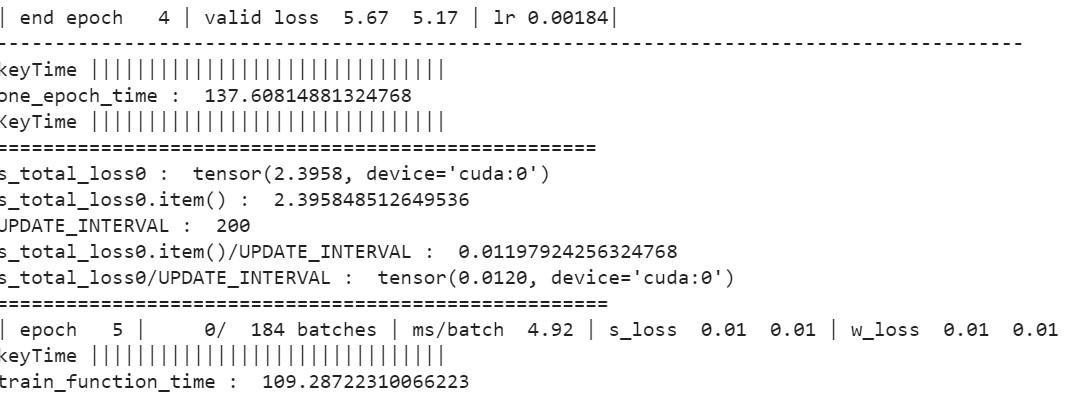 | end epoch   4 | valid loss  5.67  5.17 | lr 0.00184|
-----------------------------------------------------------------------------------------
keyTime |||||||||||||||||||||||||||||||
one_epoch_time :  137.60814881324768
KeyTime |||||||||||||||||||||||||||||||
====================================================
s_total_loss0 :  tensor(2.3958, device='cuda:0')
s_total_loss0.item() :  2.395848512649536
UPDATE_INTERVAL :  200
s_total_loss0.item()/UPDATE_INTERVAL :  0.01197924256324768
s_total_loss0/UPDATE_INTERVAL :  tensor(0.0120, device='cuda:0')
=====================================================
| epoch   5 |     0/  184 batches | ms/batch  4.92 | s_loss  0.01  0.01 | w_loss  0.01  0.01
keyTime |||||||||||||||||||||||||||||||
train_function_time :  109.28722310066223